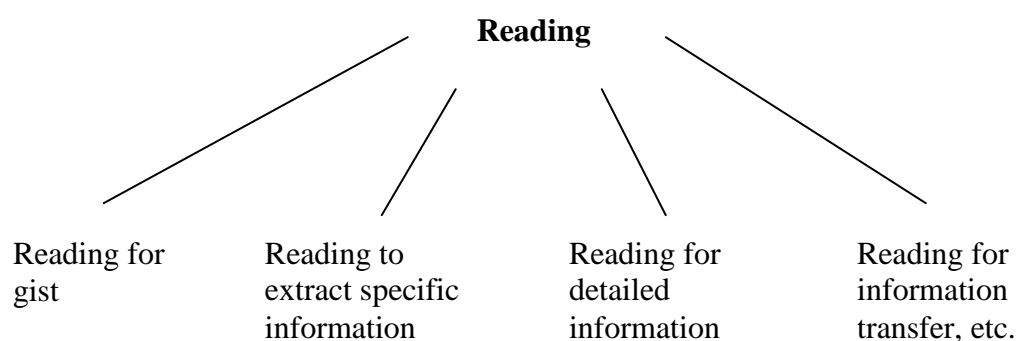 Reading
Reading for
gist
Reading to
extract specific
information
Reading for
detailed
information
Reading for
information
transfer, etc.